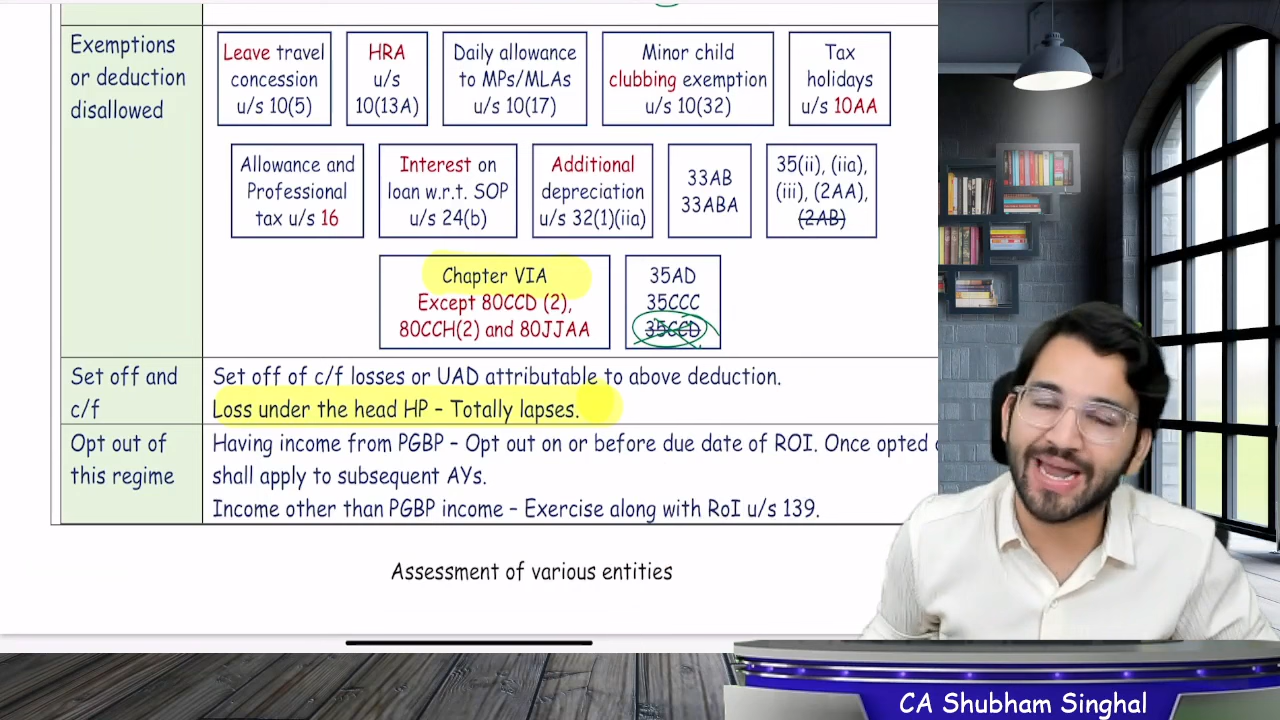 Exemptions
or deduction
disallowed
Leave travel
concession
u/s 10(5)
HRA
u/s
10(13A)
Daily allowance
to MPs/MLAs
u/s 10(17)
Minor child
clubbing exemption
u/s 10(32)
Tax
holidays
u/s 10AA
Allowance and
Professional
tax u/s 16
Interest on
loan w.r.t. SOP
u/s 24(b)
Additional
depreciation
u/s 32(1)(iia)
33AB
33ABA
35(ii), (iia),
(iii), (2AA),
(2AB)
Chapter VIA
Except 80CCD (2),
80CCH(2) and 80JJAA
35AD
35CCC
35CCD
Set off and
c/f
Set off of c/f losses or UAD attributable to above deduction.
Loss under the head HP – Totally lapses.
Opt out of
this regime
Having income from PGBP – Opt out on or before due date of ROI. Once opted
shall apply to subsequent AYs.
Income other than PGBP income – Exercise along with RoI u/s 139.
Assessment of various entities
CA Shubham Singhal